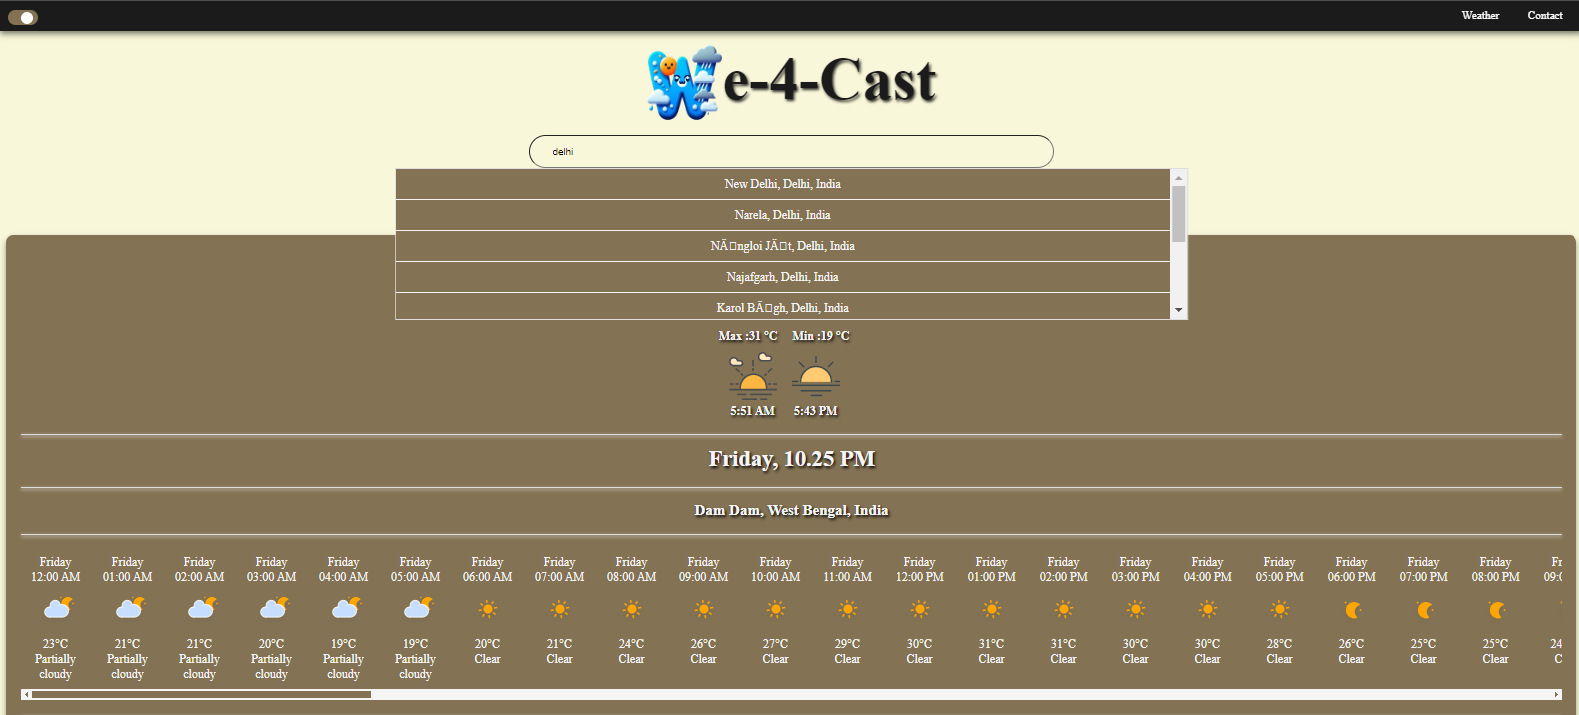 Weather Contact
We-4-Cast
delhi
New Delhi, Delhi, India
Narela, Delhi, India
NÄ□ngloi JÄ□t, Delhi, India
Najafgarh, Delhi, India
Karol BÄ□gh, Delhi, India
Max :31 °C Min :19 °C
5:51 AM 5:43 PM
Friday, 10.25 PM
Dam Dam, West Bengal, India
Friday Friday Friday Friday Friday Friday Friday Friday Friday Friday Friday Friday Friday Friday Friday Friday Friday Friday Friday Friday Friday Fr
12:00 AM 01:00 AM 02:00 AM 03:00 AM 04:00 AM 05:00 AM 06:00 AM 07:00 AM 08:00 AM 09:00 AM 10:00 AM 11:00 AM 12:00 PM 01:00 PM 02:00 PM 03:00 PM 04:00 PM 05:00 PM 06:00 PM 07:00 PM 08:00 PM 09:
23°C 21°C 21°C 20°C 19°C 19°C 20°C 21°C 24°C 26°C 27°C 29°C 30°C 31°C 31°C 30°C 30°C 28°C 26°C 25°C 25°C 24
Partially Partially Partially Partially Partially Partially Clear Clear Clear Clear Clear Clear Clear Clear Clear Clear Clear Clear Clear Clear Clear C
cloudy cloudy cloudy cloudy cloudy cloudy